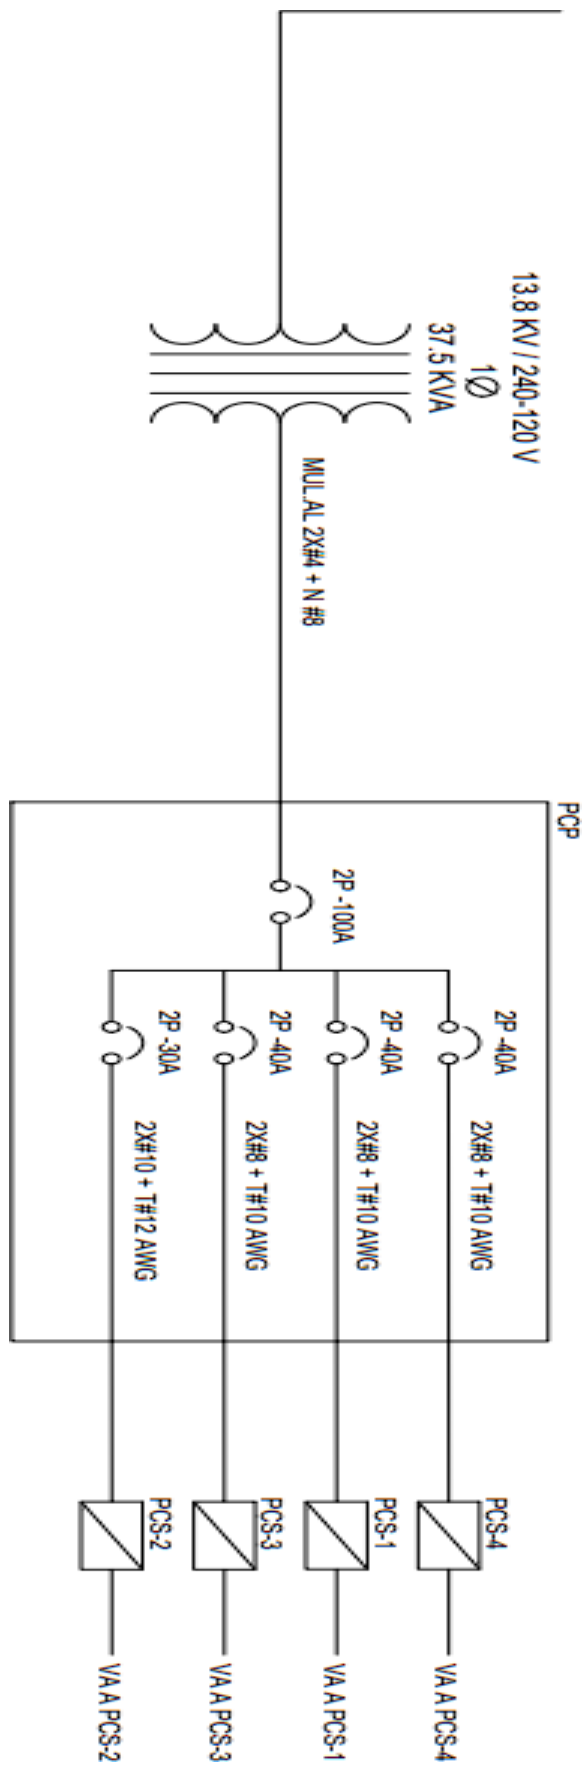 13.8 KV / 240-120 V
1Ø
37.5 KVA
MUL.AL 2X#4 + N #8
PCP
2P -100A
2P -40A
2X#8 + T#10 AWG
PCS-4
VA A PCS-4
2P -40A
2X#8 + T#10 AWG
PCS-1
VA A PCS-1
2P -40A
2X#8 + T#10 AWG
PCS-3
VA A PCS-3
2P -30A
2X#10 + T#12 AWG
PCS-2
VA A PCS-2